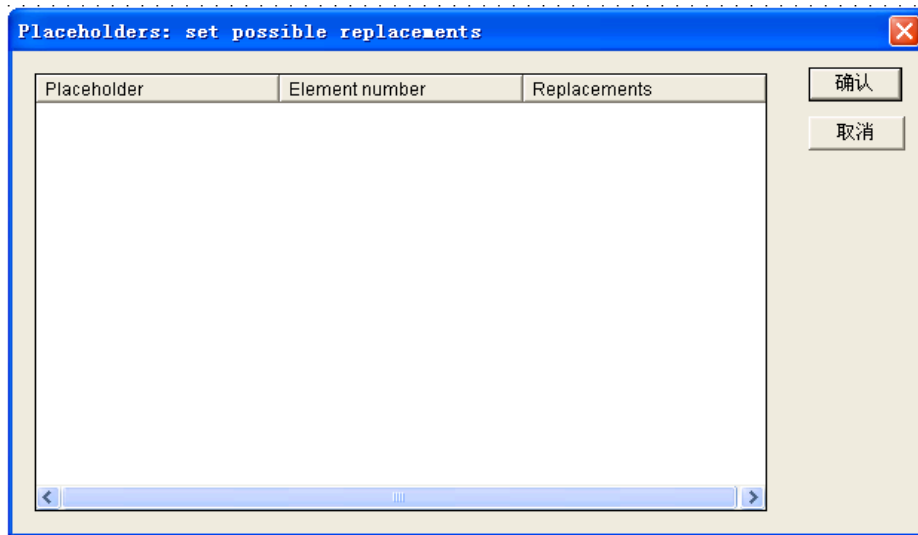 Placeholders: set possible replacements
Placeholder Element number Replacements
确认
取消